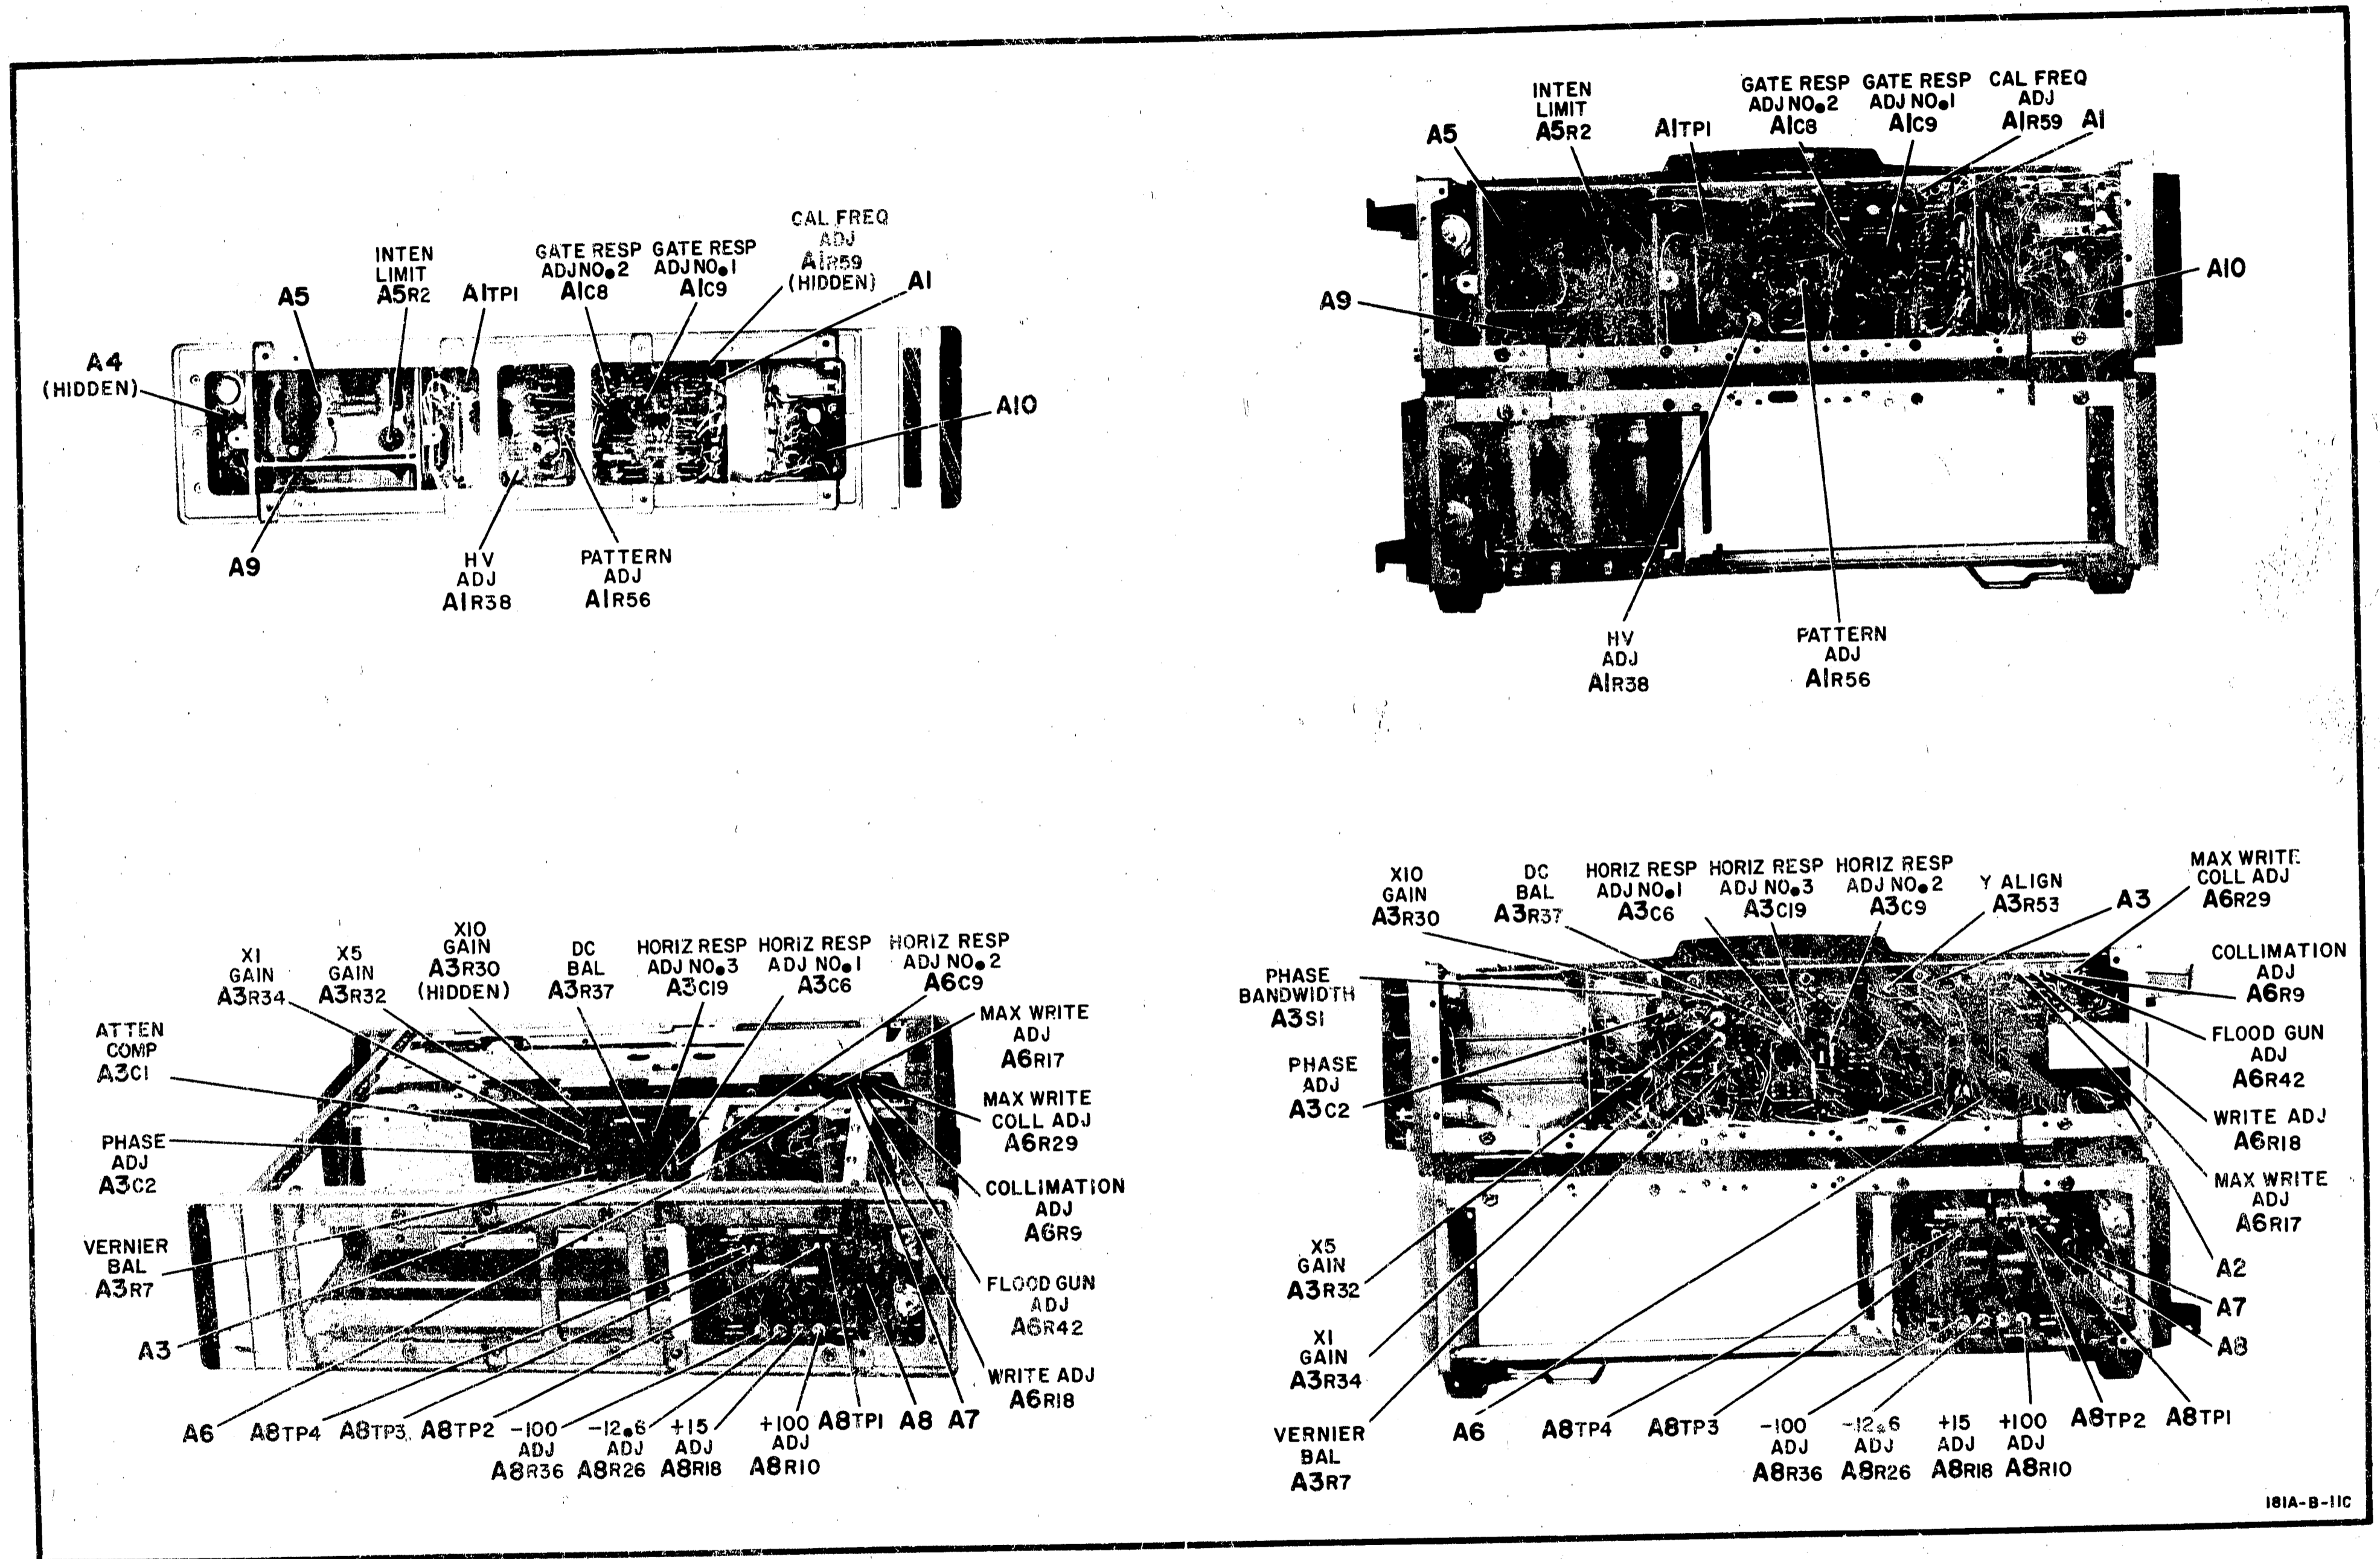 INTEN
LIMIT
A5R2
A5
A1TP1
GATE RESP
ADJ NO.2
A1C8
GATE RESP
ADJ NO.1
A1C9
CAL FREQ
ADJ
A1R59
(HIDDEN)
A1
A4
(HIDDEN)
A10
A9
HV
ADJ
A1R38
PATTERN
ADJ
A1R56
A5
INTEN
LIMIT
A5R2
A1TP1
GATE RESP
ADJ NO.2
A1C8
GATE RESP
ADJ NO.1
A1C9
CAL FREQ
ADJ
A1R59
A1
A9
A10
HV
ADJ
A1R38
PATTERN
ADJ
A1R56
X1
GAIN
A3R34
X5
GAIN
A3R32
X10
GAIN
A3R30
(HIDDEN)
DC
BAL
A3R37
HORIZ RESP
ADJ NO.3
A3C19
HORIZ RESP
ADJ NO.1
A3C6
HORIZ RESP
ADJ NO.2
A6C9
MAX WRITE
ADJ
A6R17
MAX WRITE
COLL ADJ
A6R29
COLLIMATION
ADJ
A6R9
FLOOD GUN
ADJ
A6R42
WRITE ADJ
A6R18
ATTEN
COMP
A3C1
PHASE
ADJ
A3C2
VERNIER
BAL
A3R7
A3
A6
A8TP4
A8TP3
A8TP2
-100
ADJ
A8R36
-12.6
ADJ
A8R26
+15
ADJ
A8R18
+100
ADJ
A8R10
A8TP1
A8
A7
X10
GAIN
A3R30
DC
BAL
A3R37
HORIZ RESP
ADJ NO.1
A3C6
HORIZ RESP
ADJ NO.3
A3C19
HORIZ RESP
ADJ NO.2
A3C9
Y ALIGN
A3R53
A3
MAX WRITE
COLL ADJ
A6R29
COLLIMATION
ADJ
A6R9
FLOOD GUN
ADJ
A6R42
WRITE ADJ
A6R18
MAX WRITE
ADJ
A6R17
A2
A7
A8
PHASE
BANDWIDTH
A3S1
PHASE
ADJ
A3C2
X5
GAIN
A3R32
X1
GAIN
A3R34
VERNIER
BAL
A3R7
A6
A8TP4
A8TP3
-100
ADJ
A8R36
-12.6
ADJ
A8R26
+15
ADJ
A8R18
+100
ADJ
A8R10
A8TP2
A8TP1
181A-B-11C